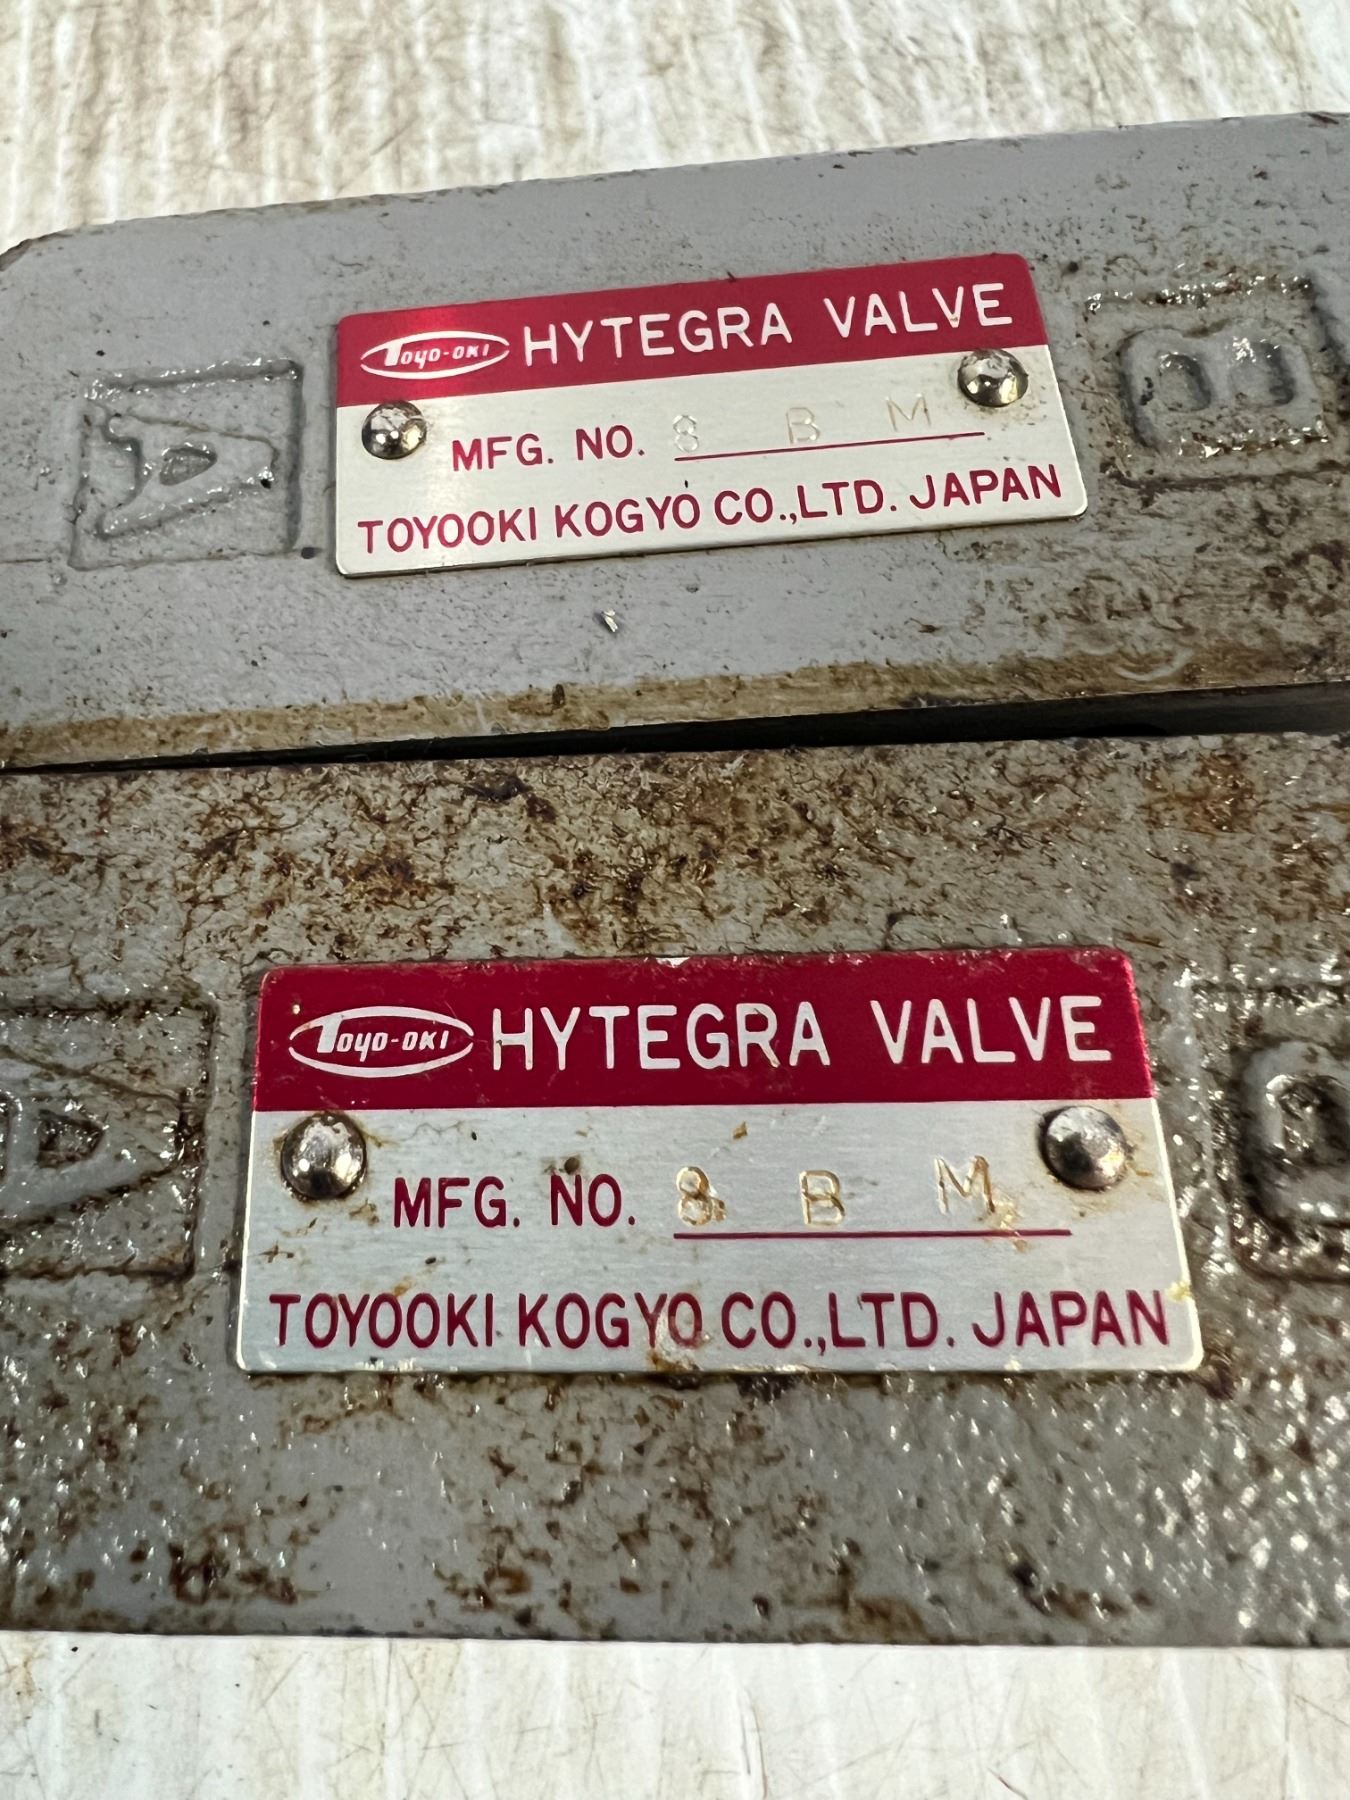 TOYO-OKI HYTEGRA VALVE
A
B
MFG. NO. 8 B M
TOYOOKI KOGYO CO.,LTD. JAPAN
TOYO-OKI HYTEGRA VALVE
A
MFG. NO. 8 B M
TOYOOKI KOGYO CO.,LTD. JAPAN